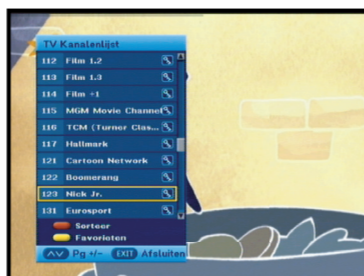 TV Kanalenlijst
112 Film 1.2
113 Film 1.3
114 Film +1
115 MGM Movie Channel
116 TCM (Turner Clas...
117 Hallmark
121 Cartoon Network
122 Boomerang
123 Nick Jr.
131 Eurosport
Sorteer
Favorieten
Pg +/- EXIT Afsluiten